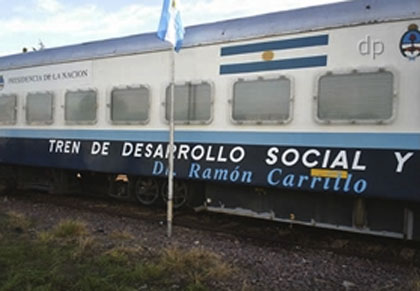 dp
PRESIDENCIA DE LA NACION
TREN DE DESARROLLO SOCIAL Y
Dr. Ramón Carrillo